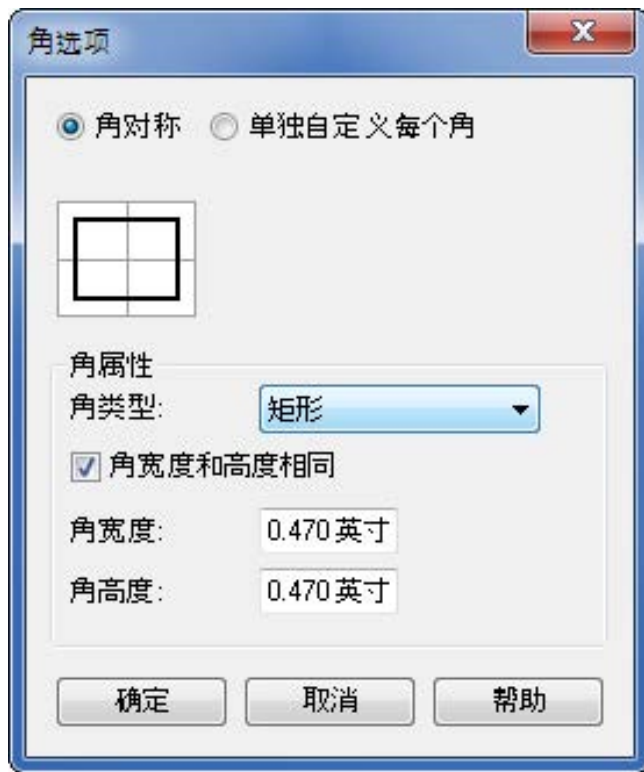 角选项
角对称 单独自定义每个角
角属性
角类型: 矩形
角宽度和高度相同
角宽度: 0.470 英寸
角高度: 0.470 英寸
确定 取消 帮助